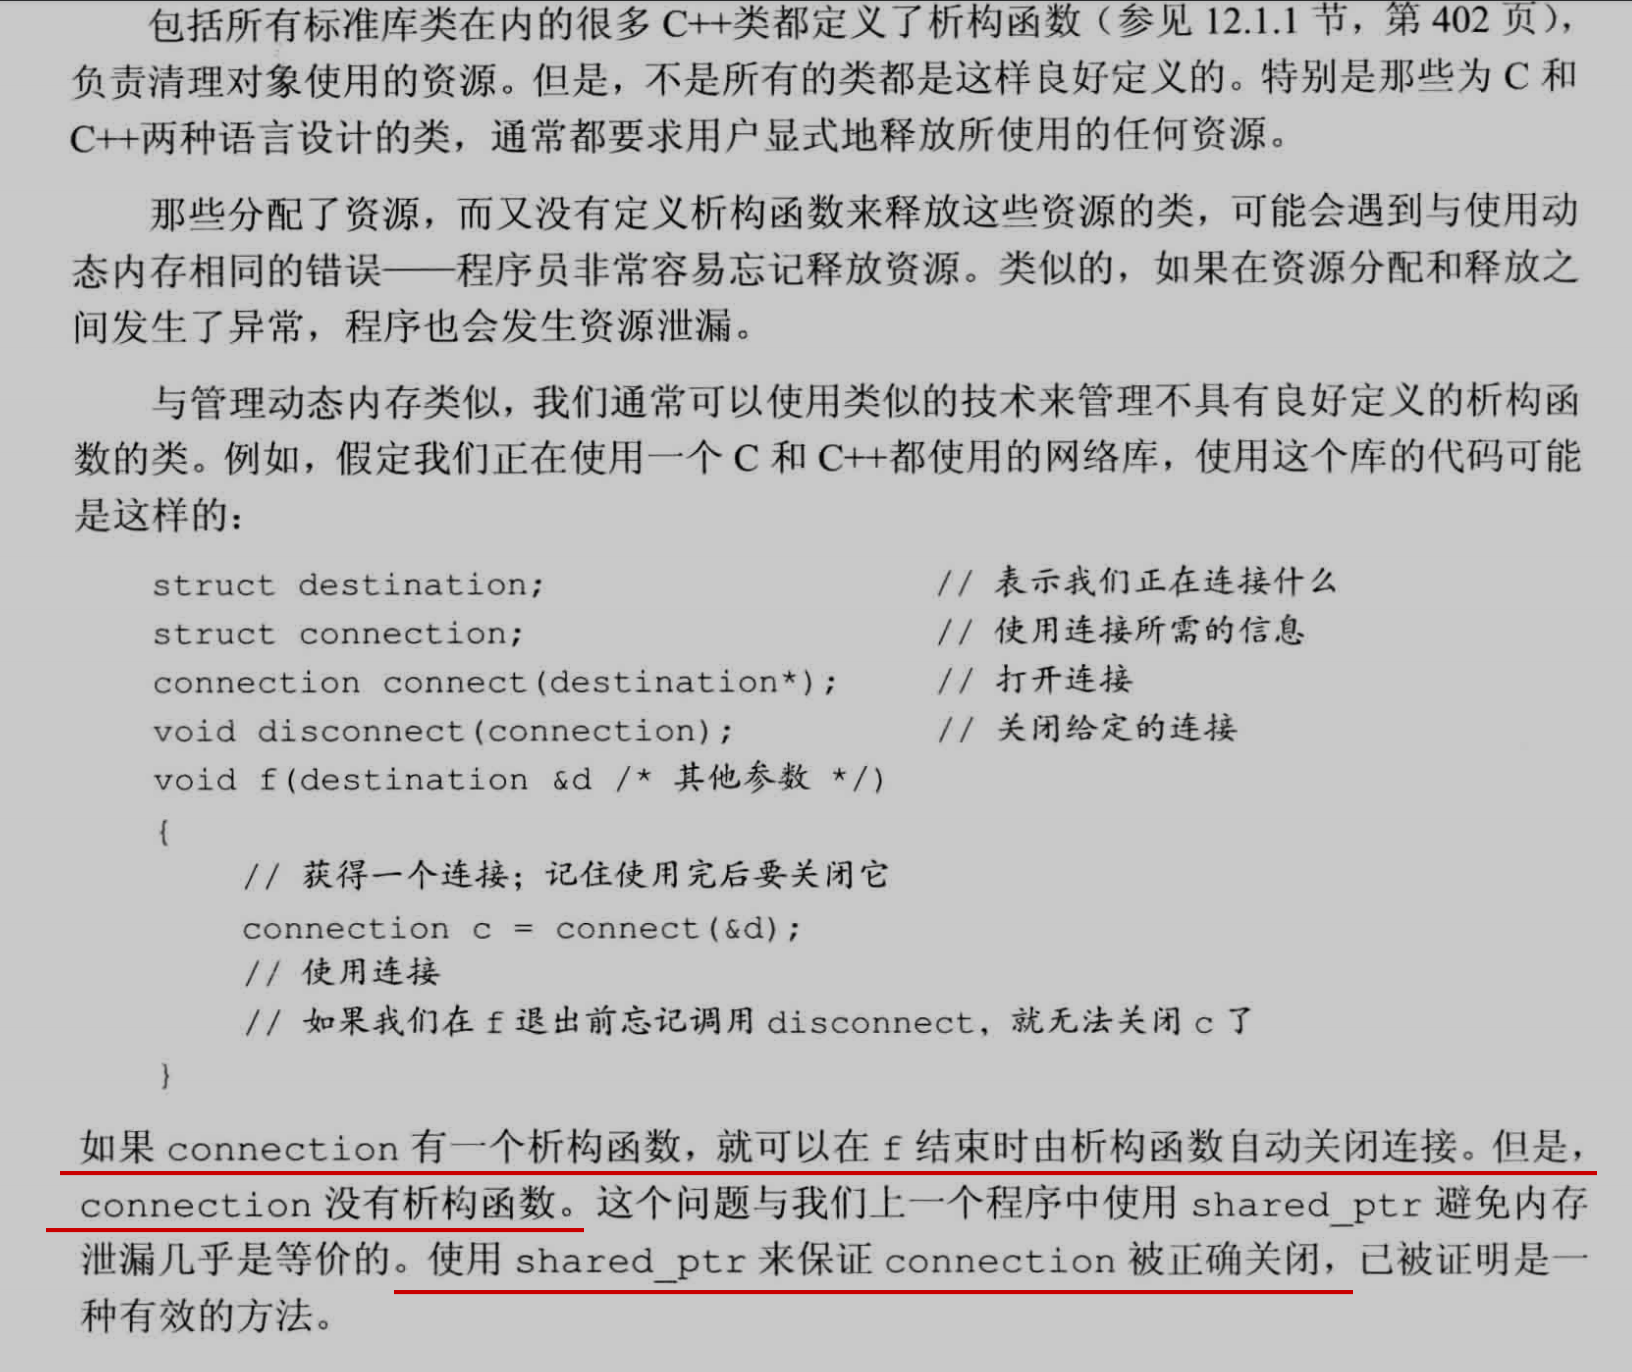 包括所有标准库类在内的很多 C++类都定义了析构函数（参见 12.1.1 节，第 402 页），
负责清理对象使用的资源。但是，不是所有的类都是这样良好定义的。特别是那些为 C 和
C++两种语言设计的类，通常都要求用户显式地释放所使用的任何资源。
那些分配了资源，而又没有定义析构函数来释放这些资源的类，可能会遇到与使用动
态内存相同的错误——程序员非常容易忘记释放资源。类似的，如果在资源分配和释放之
间发生了异常，程序也会发生资源泄漏。
与管理动态内存类似，我们通常可以使用类似的技术来管理不具有良好定义的析构函
数的类。例如，假定我们正在使用一个 C 和 C++都使用的网络库，使用这个库的代码可能
是这样的：
struct destination; // 表示我们正在连接什么
struct connection; // 使用连接所需的信息
connection connect(destination*); // 打开连接
void disconnect(connection); // 关闭给定的连接
void f(destination &d /* 其他参数 */)
{
// 获得一个连接；记住使用完后要关闭它
connection c = connect(&d);
// 使用连接
// 如果我们在 f 退出前忘记调用 disconnect，就无法关闭 c 了
}
如果 connection 有一个析构函数，就可以在 f 结束时由析构函数自动关闭连接。但是，
connection 没有析构函数。这个问题与我们上一个程序中使用 shared_ptr 避免内存
泄漏几乎是等价的。使用 shared_ptr 来保证 connection 被正确关闭，已被证明是一
种有效的方法。